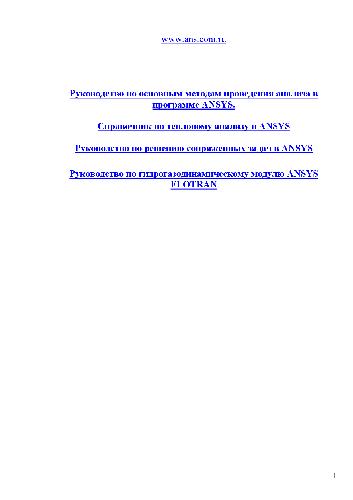 www.ans.com.ru
Руководство по основным методам проведения анализа в
программе ANSYS.
Справочник по тепловому анализу в ANSYS
Руководство по решению сопряженных задач в ANSYS
Руководство по гидрогазодинамическому модулю ANSYS
FLOTRAN
1